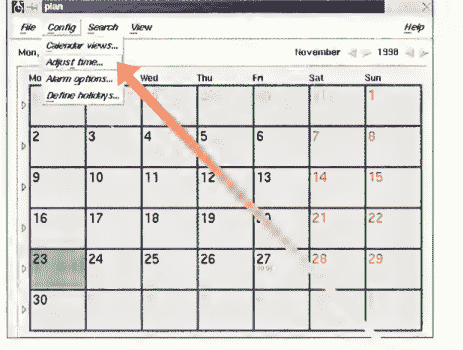 plan
File Config Search View Help
Mon, November 1998
Calendar views...
Adjust time...
Alarm options...
Define holidays...
Mo Wed Thu Fri Sat Sun
1
2 3 4 5 6 7 8
9 10 11 12 13 14 15
16 17 18 19 20 21 22
23 24 25 26 27 28 29
30